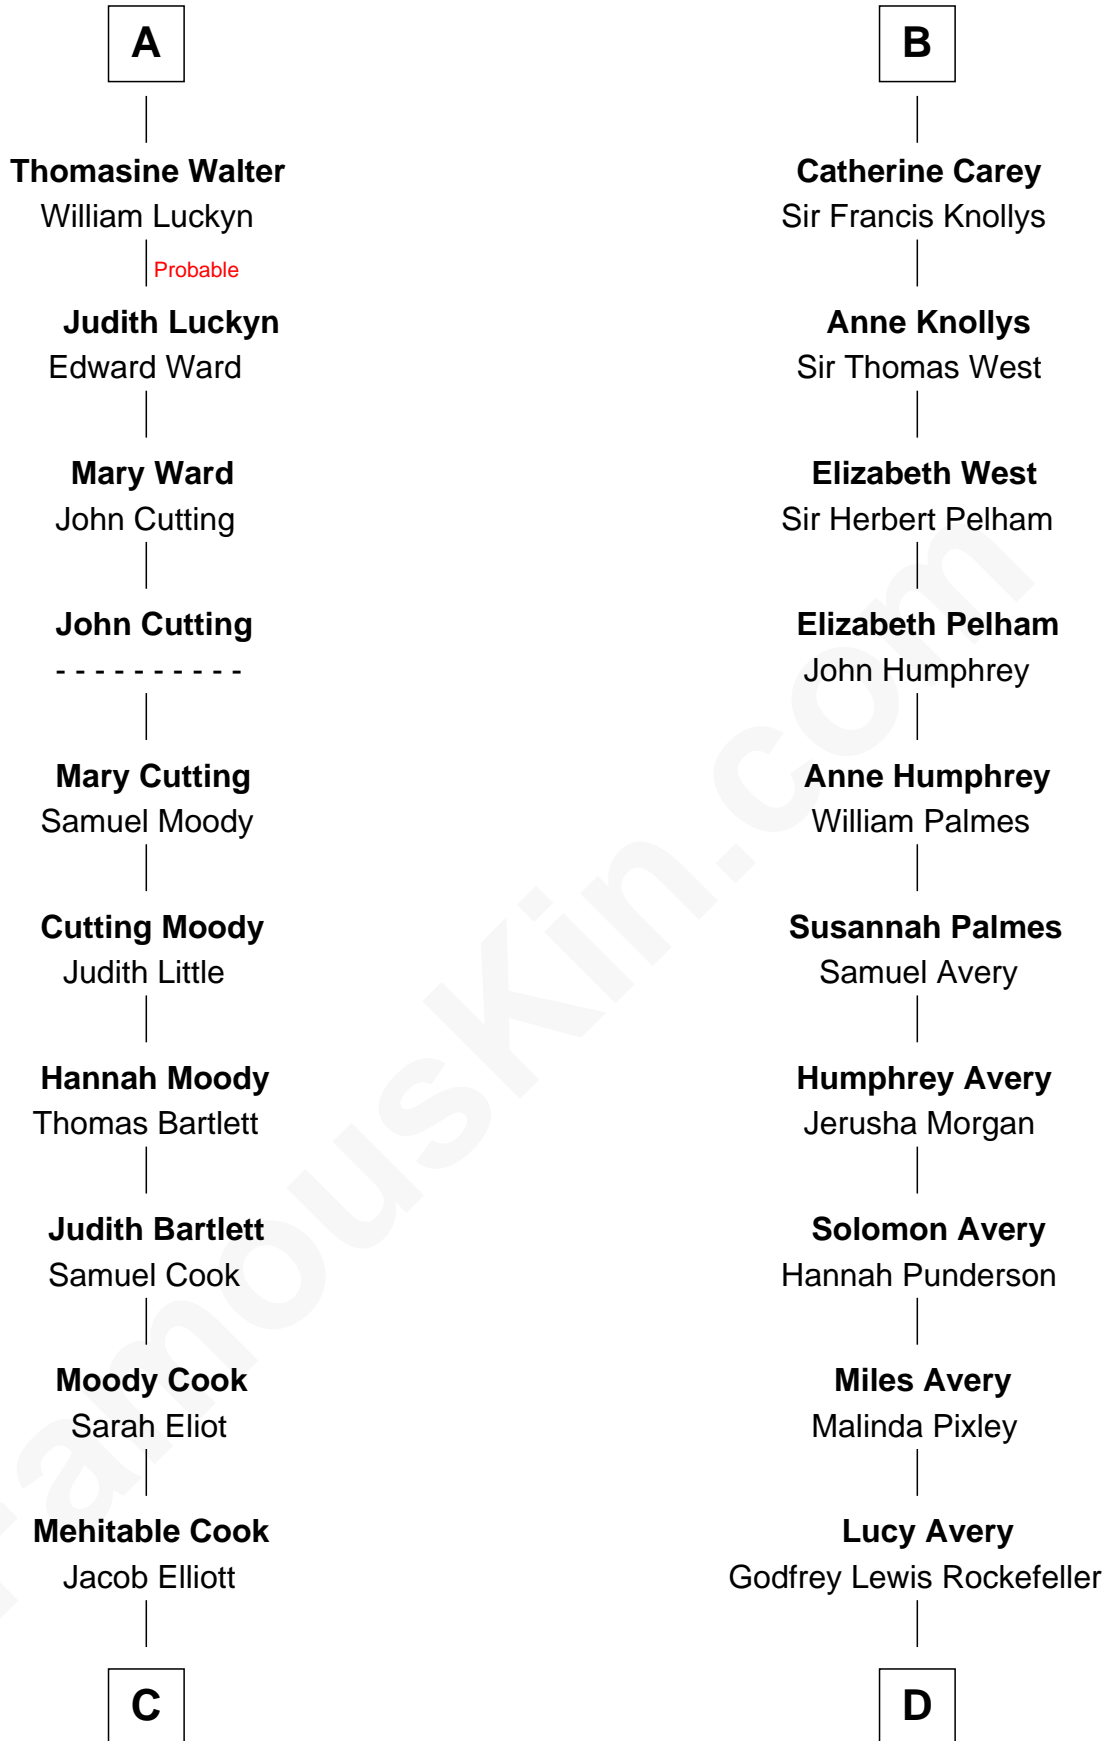 A
Thomasine Walter
William Luckyn
Probable
Judith Luckyn
Edward Ward
Mary Ward
John Cutting
John Cutting
- - - - - - - - - -
Mary Cutting
Samuel Moody
Cutting Moody
Judith Little
Hannah Moody
Thomas Bartlett
Judith Bartlett
Samuel Cook
Moody Cook
Sarah Eliot
Mehitable Cook
Jacob Elliott
C
B
Catherine Carey
Sir Francis Knollys
Anne Knollys
Sir Thomas West
Elizabeth West
Sir Herbert Pelham
Elizabeth Pelham
John Humphrey
Anne Humphrey
William Palmes
Susannah Palmes
Samuel Avery
Humphrey Avery
Jerusha Morgan
Solomon Avery
Hannah Punderson
Miles Avery
Malinda Pixley
Lucy Avery
Godfrey Lewis Rockefeller
D
FamousKin.com